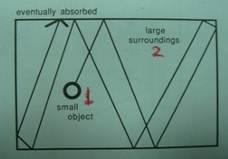 eventually absorbed
large
surroundings
2
1
small
object